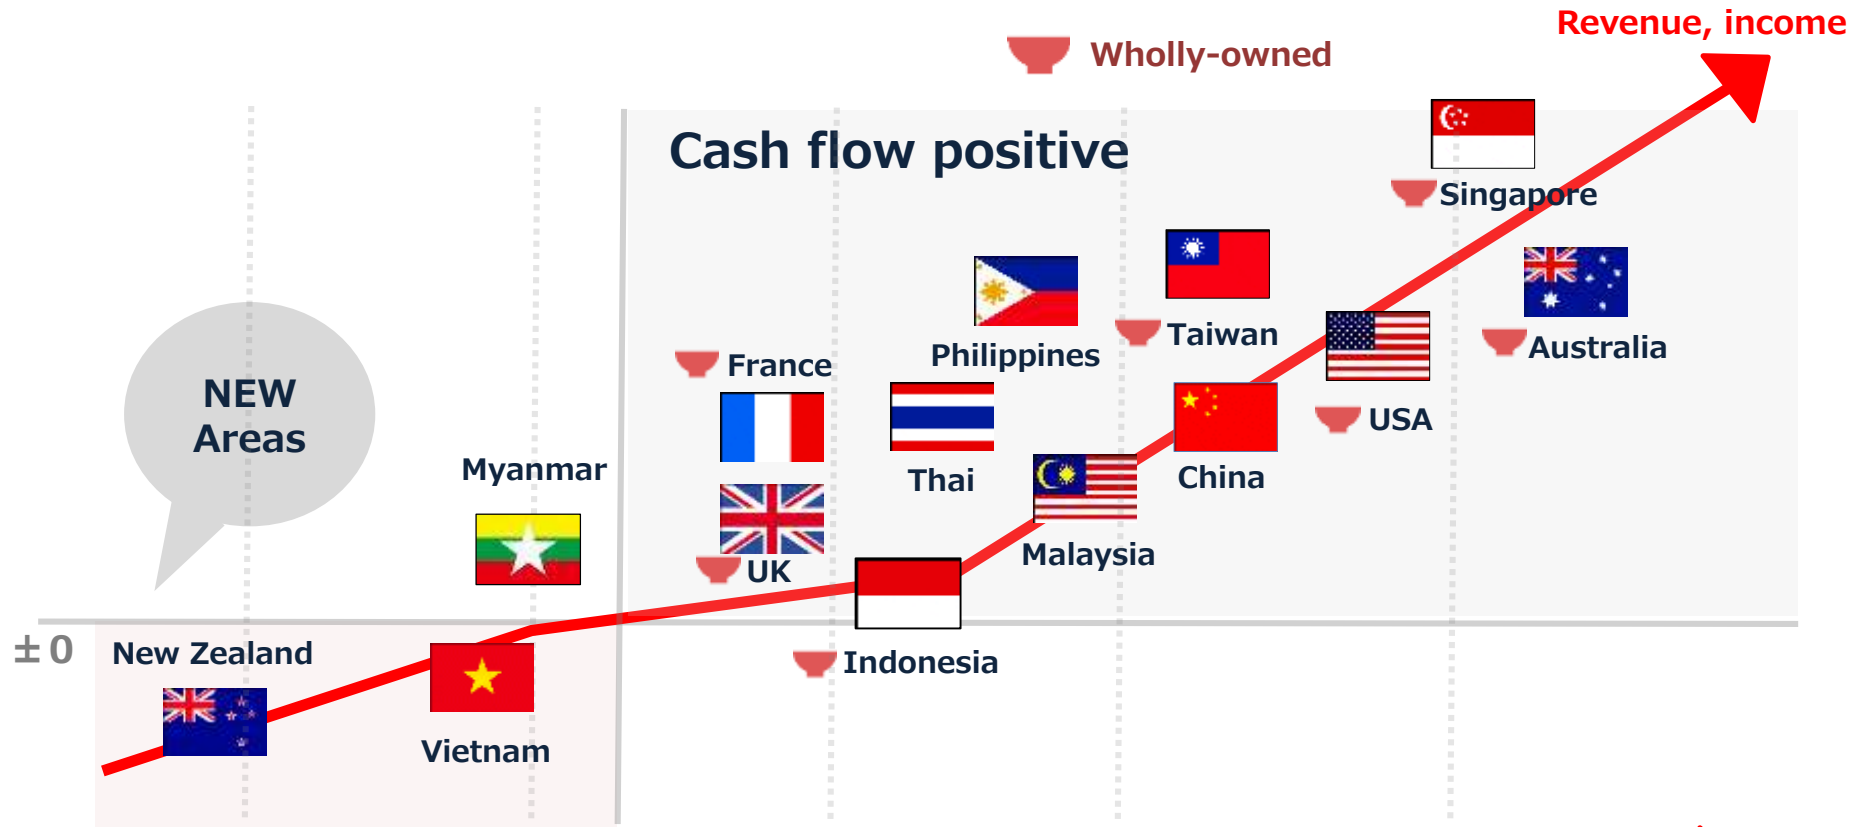 Revenue, income
Wholly-owned
Cash flow positive
Singapore
Taiwan
Australia
Philippines
France
NEW
Areas
USA
Myanmar
Thai
China
Malaysia
UK
±0
New Zealand
Indonesia
Vietnam